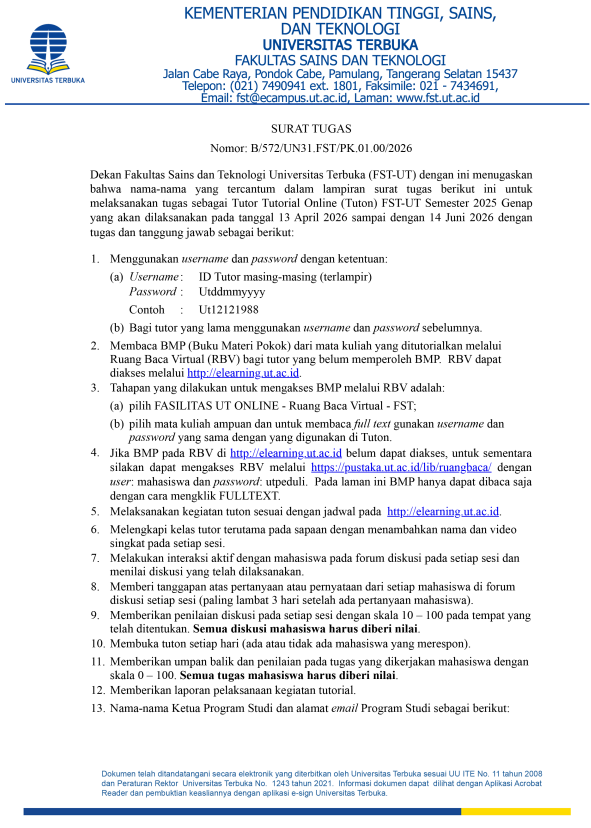 KEMENTERIAN PENDIDIKAN TINGGI, SAINS,
DAN TEKNOLOGI
UNIVERSITAS TERBUKA
FAKULTAS SAINS DAN TEKNOLOGI
Jalan Cabe Raya, Pondok Cabe, Pamulang, Tangerang Selatan 15437
Telepon: (021) 7490941 ext. 1801, Faksimile: 021 - 7434691,
Email: fst@ecampus.ut.ac.id, Laman: www.fst.ut.ac.id
UNIVERSITAS TERBUKA
SURAT TUGAS
Nomor: B/572/UN31.FST/PK.01.00/2026
Dekan Fakultas Sains dan Teknologi Universitas Terbuka (FST-UT) dengan ini menugaskan
bahwa nama-nama yang tercantum dalam lampiran surat tugas berikut ini untuk
melaksanakan tugas sebagai Tutor Tutorial Online (Tuton) FST-UT Semester 2025 Genap
yang akan dilaksanakan pada tanggal 13 April 2026 sampai dengan 14 Juni 2026 dengan
tugas dan tanggung jawab sebagai berikut:
1. Menggunakan username dan password dengan ketentuan:
(a) Username : ID Tutor masing-masing (terlampir)
Password : Utddmmyyyy
Contoh : Ut12121988
(b) Bagi tutor yang lama menggunakan username dan password sebelumnya.
2. Membaca BMP (Buku Materi Pokok) dari mata kuliah yang ditutorialkan melalui
Ruang Baca Virtual (RBV) bagi tutor yang belum memperoleh BMP. RBV dapat
diakses melalui http://elearning.ut.ac.id.
3. Tahapan yang dilakukan untuk mengakses BMP melalui RBV adalah:
(a) pilih FASILITAS UT ONLINE - Ruang Baca Virtual - FST;
(b) pilih mata kuliah ampuan dan untuk membaca full text gunakan username dan
password yang sama dengan yang digunakan di Tuton.
4. Jika BMP pada RBV di http://elearning.ut.ac.id belum dapat diakses, untuk sementara
silakan dapat mengakses RBV melalui https://pustaka.ut.ac.id/lib/ruangbaca/ dengan
user: mahasiswa dan password: utpeduli. Pada laman ini BMP hanya dapat dibaca saja
dengan cara mengklik FULLTEXT.
5. Melaksanakan kegiatan tuton sesuai dengan jadwal pada http://elearning.ut.ac.id.
6. Melengkapi kelas tutor terutama pada sapaan dengan menambahkan nama dan video
singkat pada setiap sesi.
7. Melakukan interaksi aktif dengan mahasiswa pada forum diskusi pada setiap sesi dan
menilai diskusi yang telah dilaksanakan.
8. Memberi tanggapan atas pertanyaan atau pernyataan dari setiap mahasiswa di forum
diskusi setiap sesi (paling lambat 3 hari setelah ada pertanyaan mahasiswa).
9. Memberikan penilaian diskusi pada setiap sesi dengan skala 10 – 100 pada tempat yang
telah ditentukan. Semua diskusi mahasiswa harus diberi nilai.
10. Membuka tuton setiap hari (ada atau tidak ada mahasiswa yang merespon).
11. Memberikan umpan balik dan penilaian pada tugas yang dikerjakan mahasiswa dengan
skala 0 – 100. Semua tugas mahasiswa harus diberi nilai.
12. Memberikan laporan pelaksanaan kegiatan tutorial.
13. Nama-nama Ketua Program Studi dan alamat email Program Studi sebagai berikut:
Dokumen telah ditandatangani secara elektronik yang diterbitkan oleh Universitas Terbuka sesuai UU ITE No. 11 tahun 2008
dan Peraturan Rektor Universitas Terbuka No. 1243 tahun 2021. Informasi dokumen dapat dilihat dengan Aplikasi Acrobat
Reader dan pembuktian keasliannya dengan aplikasi e-sign Universitas Terbuka.